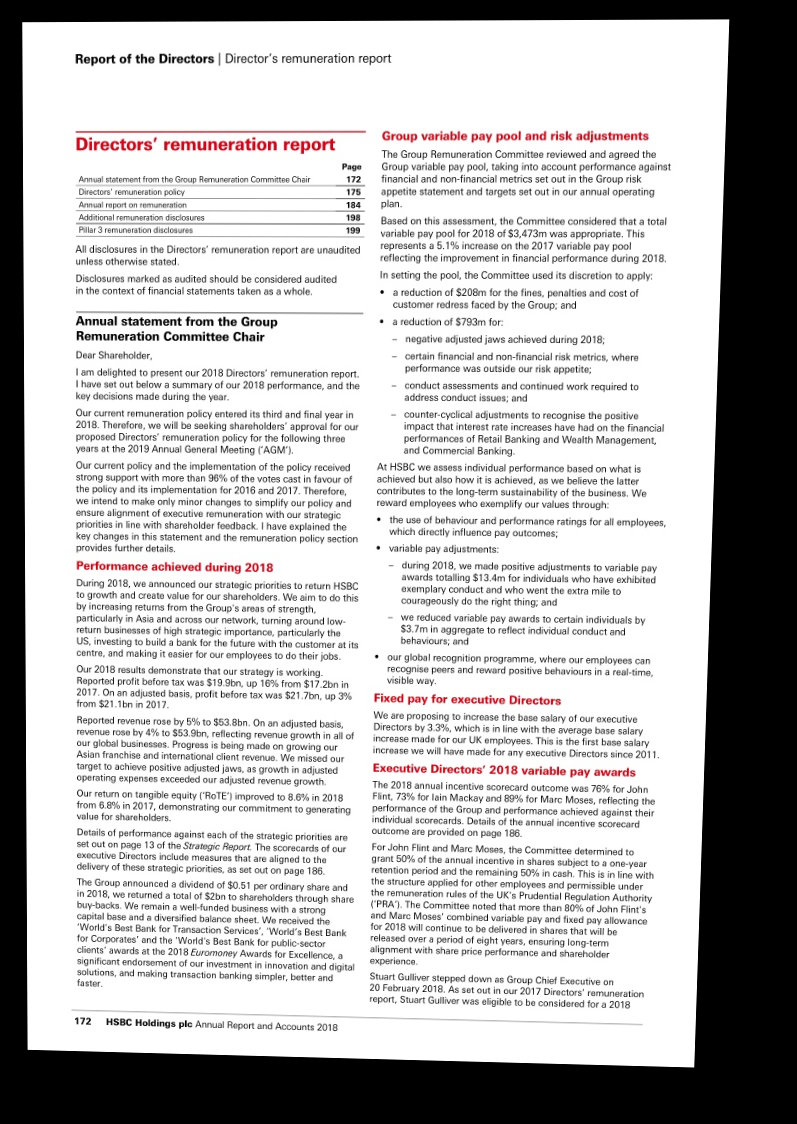 Report of the Directors | Director's remuneration report
Directors' remuneration report
Page
Annual statement from the Group Remuneration Committee Chair 172
Directors' remuneration policy 175
Annual report on remuneration 184
Additional remuneration disclosures 198
Pillar 3 remuneration disclosures 199
All disclosures in the Directors' remuneration report are unaudited
unless otherwise stated.
Disclosures marked as audited should be considered audited
in the context of financial statements taken as a whole.
Annual statement from the Group
Remuneration Committee Chair
Dear Shareholder,
I am delighted to present our 2018 Directors' remuneration report.
I have set out below a summary of our 2018 performance, and the
key decisions made during the year.
Our current remuneration policy entered its third and final year in
2018. Therefore, we will be seeking shareholders' approval for our
proposed Directors' remuneration policy for the following three
years at the 2019 Annual General Meeting ('AGM').
Our current policy and the implementation of the policy received
strong support with more than 96% of the votes cast in favour of
the policy and its implementation for 2016 and 2017. Therefore,
we intend to make only minor changes to simplify our policy and
ensure alignment of executive remuneration with our strategic
priorities in line with shareholder feedback. I have explained the
key changes in this statement and the remuneration policy section
provides further details.
Performance achieved during 2018
During 2018, we announced our strategic priorities to return HSBC
to growth and create value for our shareholders. We aim to do this
by increasing returns from the Group's areas of strength,
particularly in Asia and across our network, turning around low-
return businesses of high strategic importance, particularly the
US, investing to build a bank for the future with the customer at its
centre, and making it easier for our employees to do their jobs.
Our 2018 results demonstrate that our strategy is working.
Reported profit before tax was $19.9bn, up 16% from $17.2bn in
2017. On an adjusted basis, profit before tax was $21.7bn, up 3%
from $21.1bn in 2017.
Reported revenue rose by 5% to $53.8bn. On an adjusted basis,
revenue rose by 4% to $53.9bn, reflecting revenue growth in all of
our global businesses. Progress is being made on growing our
Asian franchise and international client revenue. We missed our
target to achieve positive adjusted jaws, as growth in adjusted
operating expenses exceeded our adjusted revenue growth.
Our return on tangible equity ('RoTE') improved to 8.6% in 2018
from 6.8% in 2017, demonstrating our commitment to generating
value for shareholders.
Details of performance against each of the strategic priorities are
set out on page 13 of the Strategic Report. The scorecards of our
executive Directors include measures that are aligned to the
delivery of these strategic priorities, as set out on page 186.
The Group announced a dividend of $0.51 per ordinary share and
in 2018, we returned a total of $2bn to shareholders through share
buy-backs. We remain a well-funded business with a strong
capital base and a diversified balance sheet. We received the
'World's Best Bank for Transaction Services', 'World's Best Bank
for Corporates' and the 'World's Best Bank for public-sector
clients' awards at the 2018 Euromoney Awards for Excellence, a
significant endorsement of our investment in innovation and digital
solutions, and making transaction banking simpler, better and
faster.
Group variable pay pool and risk adjustments
The Group Remuneration Committee reviewed and agreed the
Group variable pay pool, taking into account performance against
financial and non-financial metrics set out in the Group risk
appetite statement and targets set out in our annual operating
plan.
Based on this assessment, the Committee considered that a total
variable pay pool for 2018 of $3,473m was appropriate. This
represents a 5.1% increase on the 2017 variable pay pool
reflecting the improvement in financial performance during 2018.
In setting the pool, the Committee used its discretion to apply:
• a reduction of $208m for the fines, penalties and cost of
customer redress faced by the Group; and
• a reduction of $793m for:
– negative adjusted jaws achieved during 2018;
– certain financial and non-financial risk metrics, where
performance was outside our risk appetite;
– conduct assessments and continued work required to
address conduct issues; and
– counter-cyclical adjustments to recognise the positive
impact that interest rate increases have had on the financial
performances of Retail Banking and Wealth Management,
and Commercial Banking.
At HSBC we assess individual performance based on what is
achieved but also how it is achieved, as we believe the latter
contributes to the long-term sustainability of the business. We
reward employees who exemplify our values through:
• the use of behaviour and performance ratings for all employees,
which directly influence pay outcomes;
• variable pay adjustments:
– during 2018, we made positive adjustments to variable pay
awards totalling $13.4m for individuals who have exhibited
exemplary conduct and who went the extra mile to
courageously do the right thing; and
– we reduced variable pay awards to certain individuals by
$3.7m in aggregate to reflect individual conduct and
behaviours; and
• our global recognition programme, where our employees can
recognise peers and reward positive behaviours in a real-time,
visible way.
Fixed pay for executive Directors
We are proposing to increase the base salary of our executive
Directors by 3.3%, which is in line with the average base salary
increase made for our UK employees. This is the first base salary
increase we will have made for any executive Directors since 2011.
Executive Directors' 2018 variable pay awards
The 2018 annual incentive scorecard outcome was 76% for John
Flint, 73% for Iain Mackay and 89% for Marc Moses, reflecting the
performance of the Group and performance achieved against their
individual scorecards. Details of the annual incentive scorecard
outcome are provided on page 186.
For John Flint and Marc Moses, the Committee determined to
grant 50% of the annual incentive in shares subject to a one-year
retention period and the remaining 50% in cash. This is in line with
the structure applied for other employees and permissible under
the remuneration rules of the UK's Prudential Regulation Authority
('PRA'). The Committee noted that more than 80% of John Flint's
and Marc Moses' combined variable pay and fixed pay allowance
for 2018 will continue to be delivered in shares that will be
released over a period of eight years, ensuring long-term
alignment with share price performance and shareholder
experience.
Stuart Gulliver stepped down as Group Chief Executive on
20 February 2018. As set out in our 2017 Directors' remuneration
report, Stuart Gulliver was eligible to be considered for a 2018
172 HSBC Holdings plc Annual Report and Accounts 2018